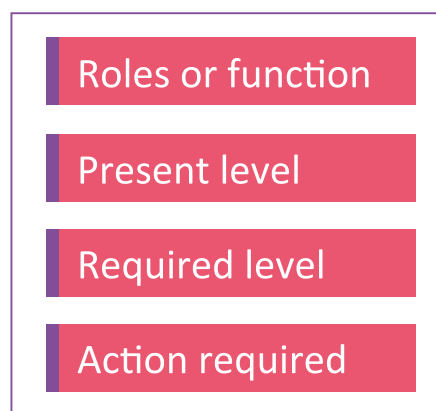 Roles or function
Present level
Required level
Action required